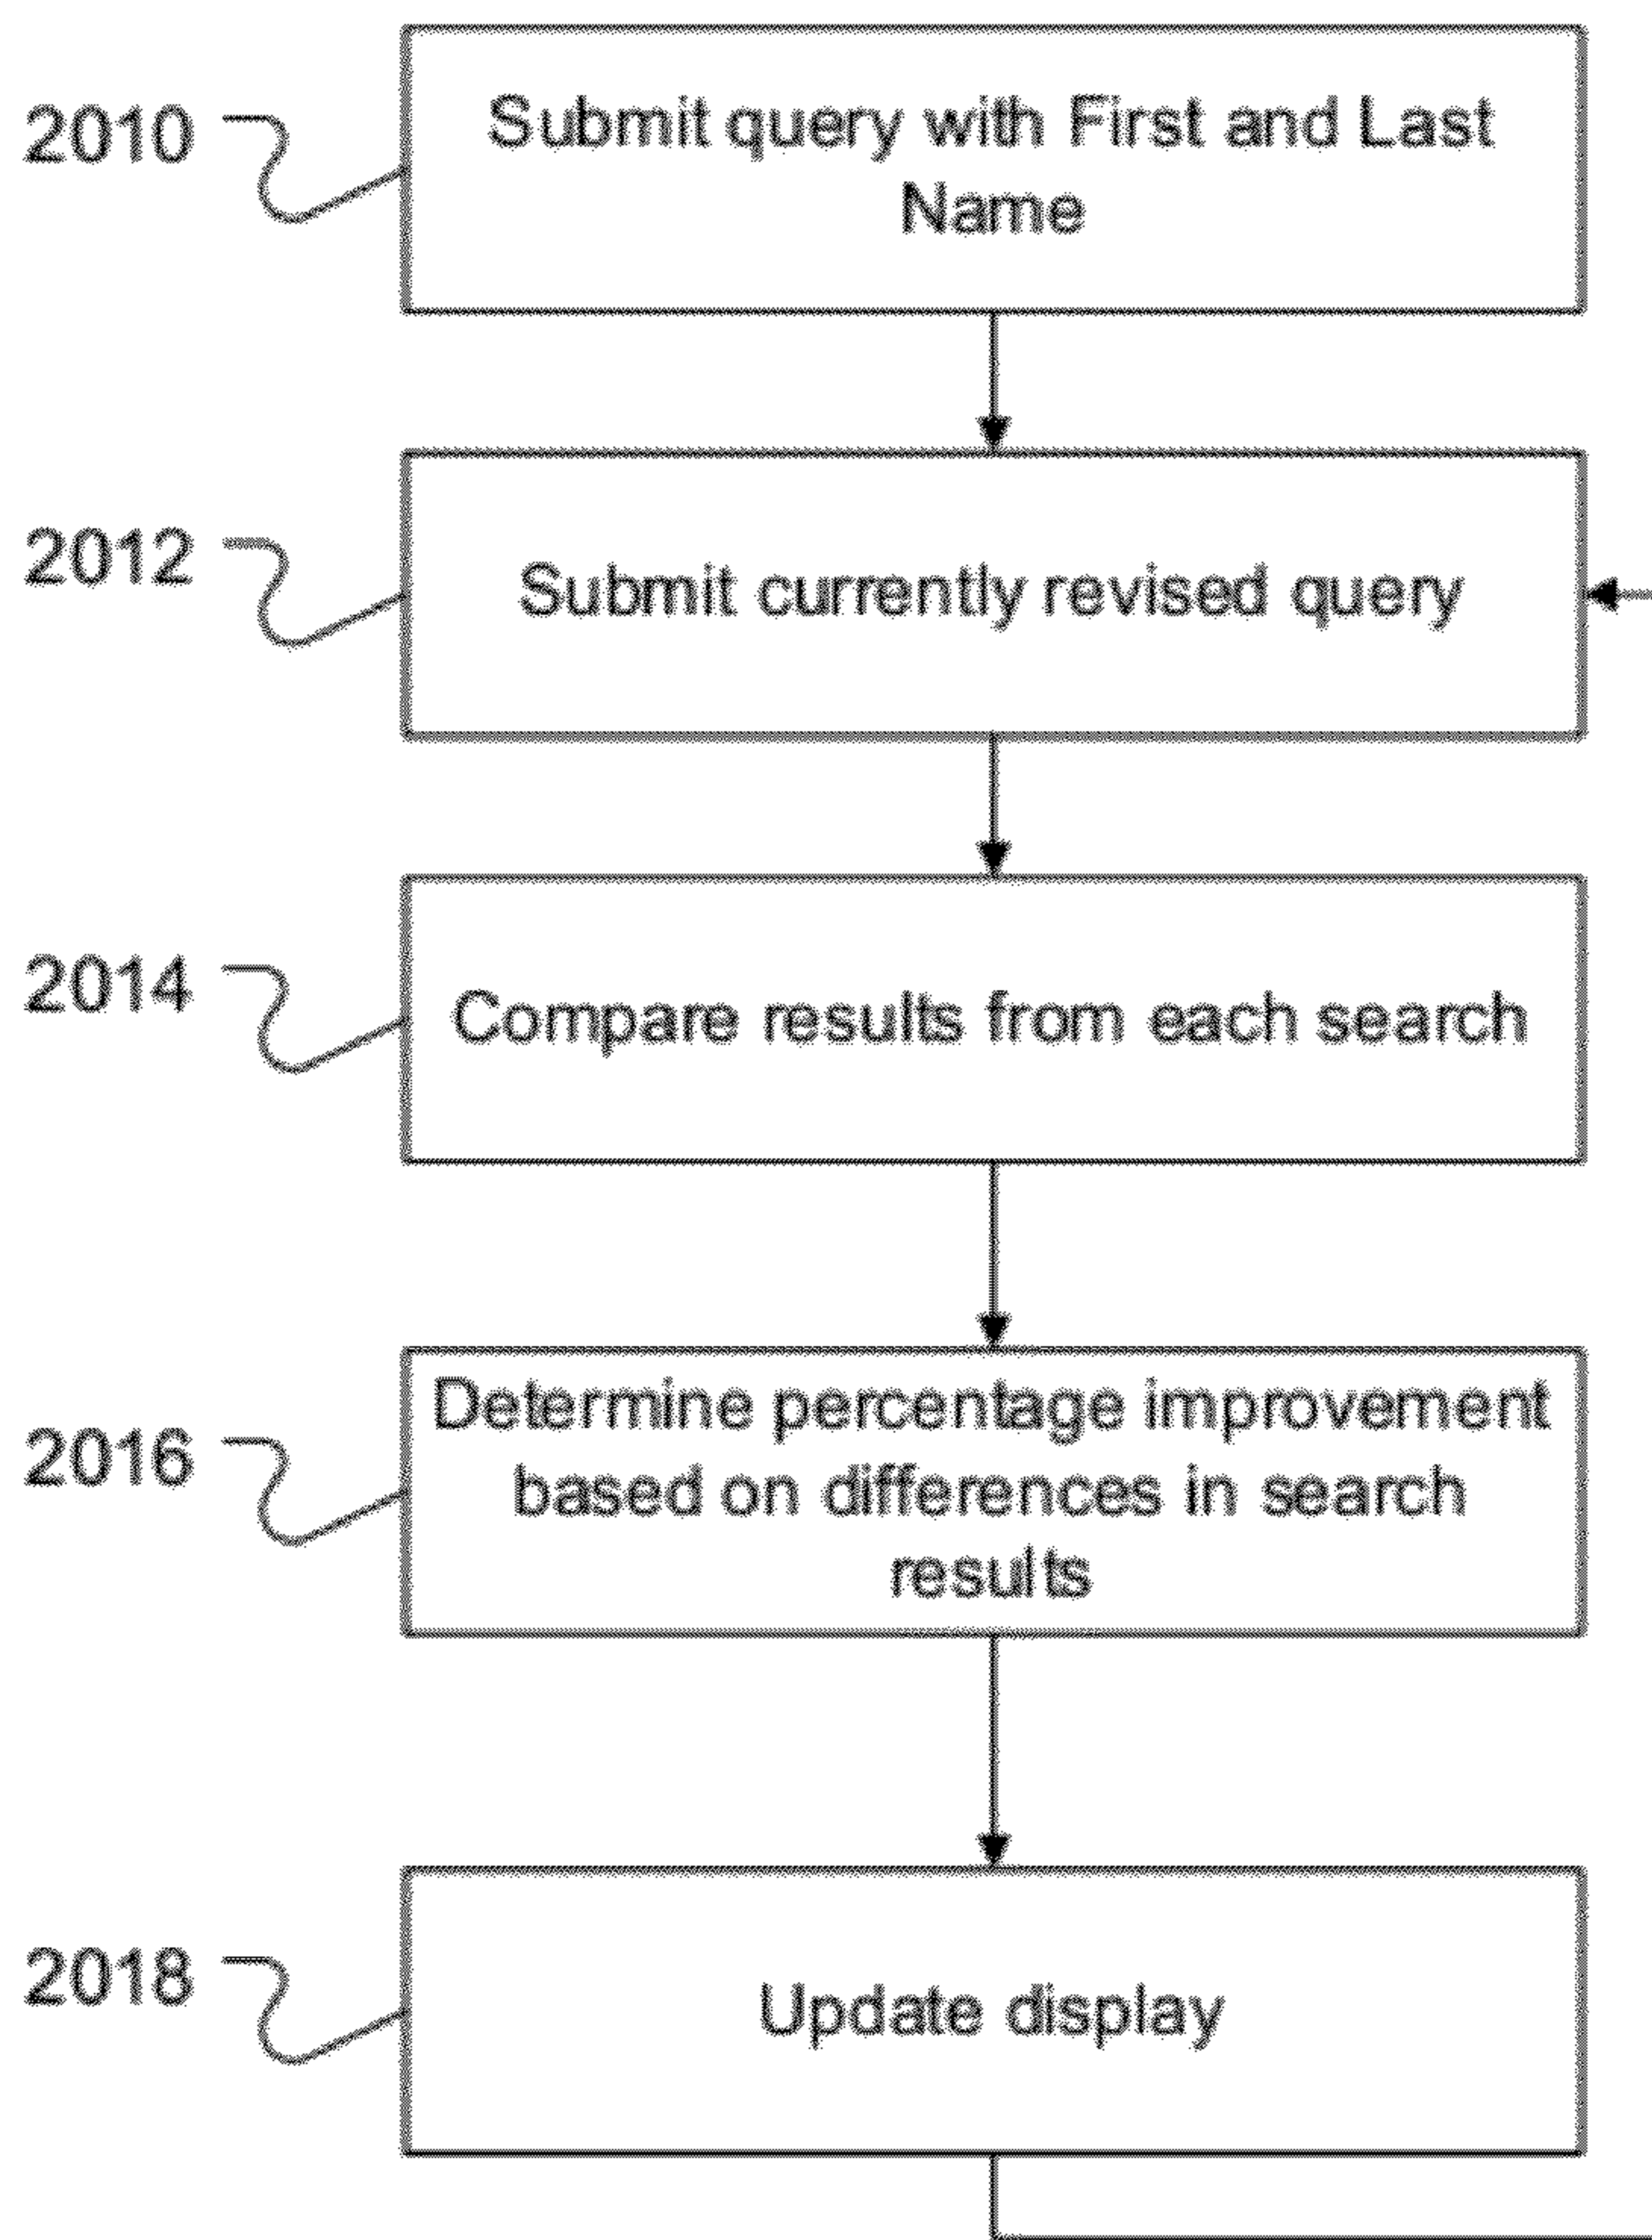 2010
Submit query with First and Last
Name
2012
Submit currently revised query
2014
Compare results from each search
2016
Determine percentage improvement
based on differences in search
results
2018
Update display